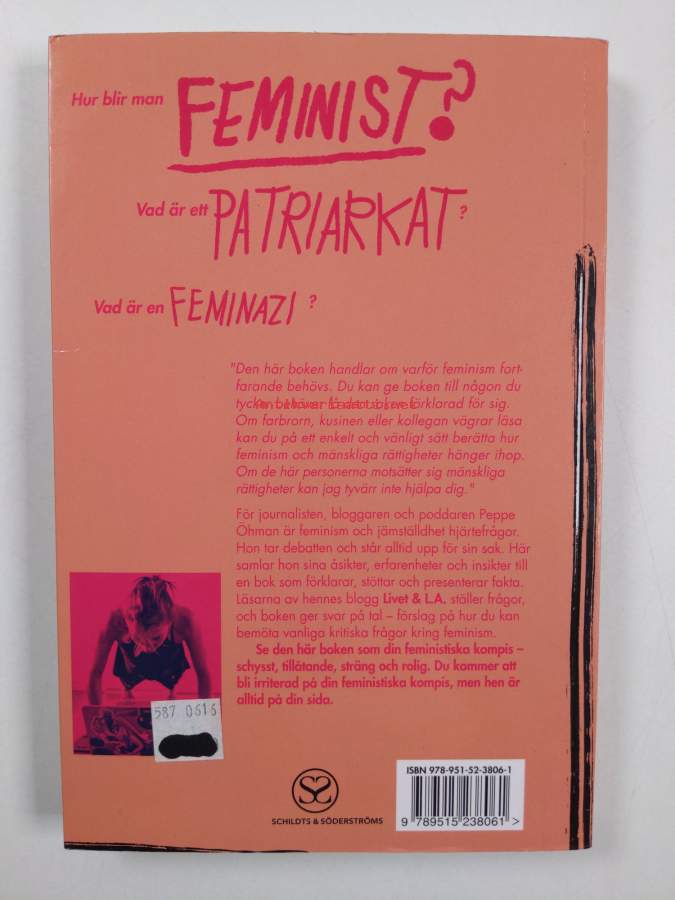 Hur blir man FEMINIST?
Vad är ett PATRIARKAT ?
Vad är en FEMINAZI ?
"Den här boken handlar om varför feminism fort-
farande behövs. Du kan ge boken till någon du
tycker behöver få den saken förklarad för sig.
Om farbrorn, kusinen eller kollegan vägrar läsa
kan du på ett enkelt och vänligt sätt berätta hur
feminism och mänskliga rättigheter hänger ihop.
Om de här personerna motsätter sig mänskliga
rättigheter kan jag tyvärr inte hjälpa dig."
För journalisten, bloggaren och poddaren Peppe
Öhman är feminism och jämställdhet hjärtefrågor.
Hon tar debatten och står alltid upp för sin sak. Här
samlar hon sina åsikter, erfarenheter och insikter till
en bok som förklarar, stöttar och presenterar fakta.
Läsarna av hennes blogg Livet & L.A. ställer frågor,
och boken ger svar på tal – förslag på hur du kan
bemöta vanliga kritiska frågor kring feminism.
Se den här boken som din feministiska kompis –
schysst, tillåtande, sträng och rolig. Du kommer att
bli irriterad på din feministiska kompis, men hen är
alltid på din sida.
587 0616
SCHILDTS & SÖDERSTRÖMS
ISBN 978-951-52-3806-1
9 789515 238061 >